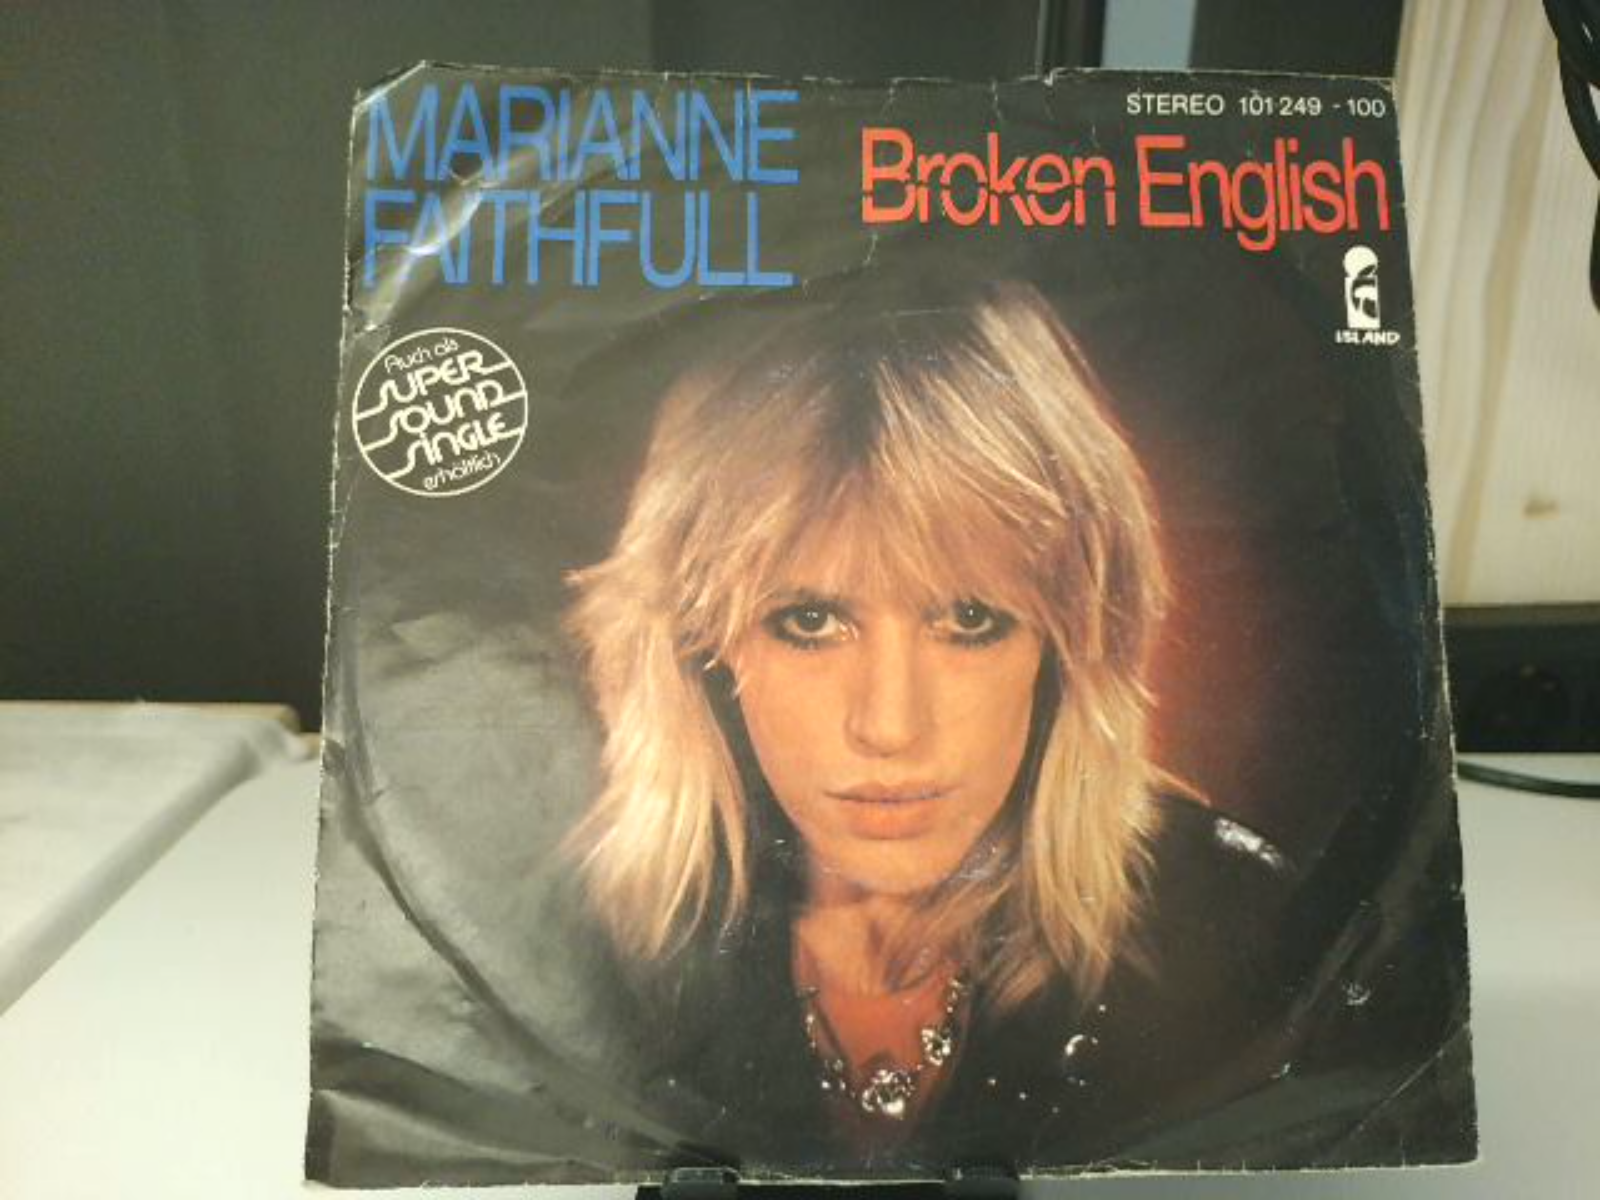 MARIANNE
FAITHFULL
STEREO 101 249 - 100
Broken English
ISLAND
Auch als
SUPER
SOUND
SINGLE
erhältlich